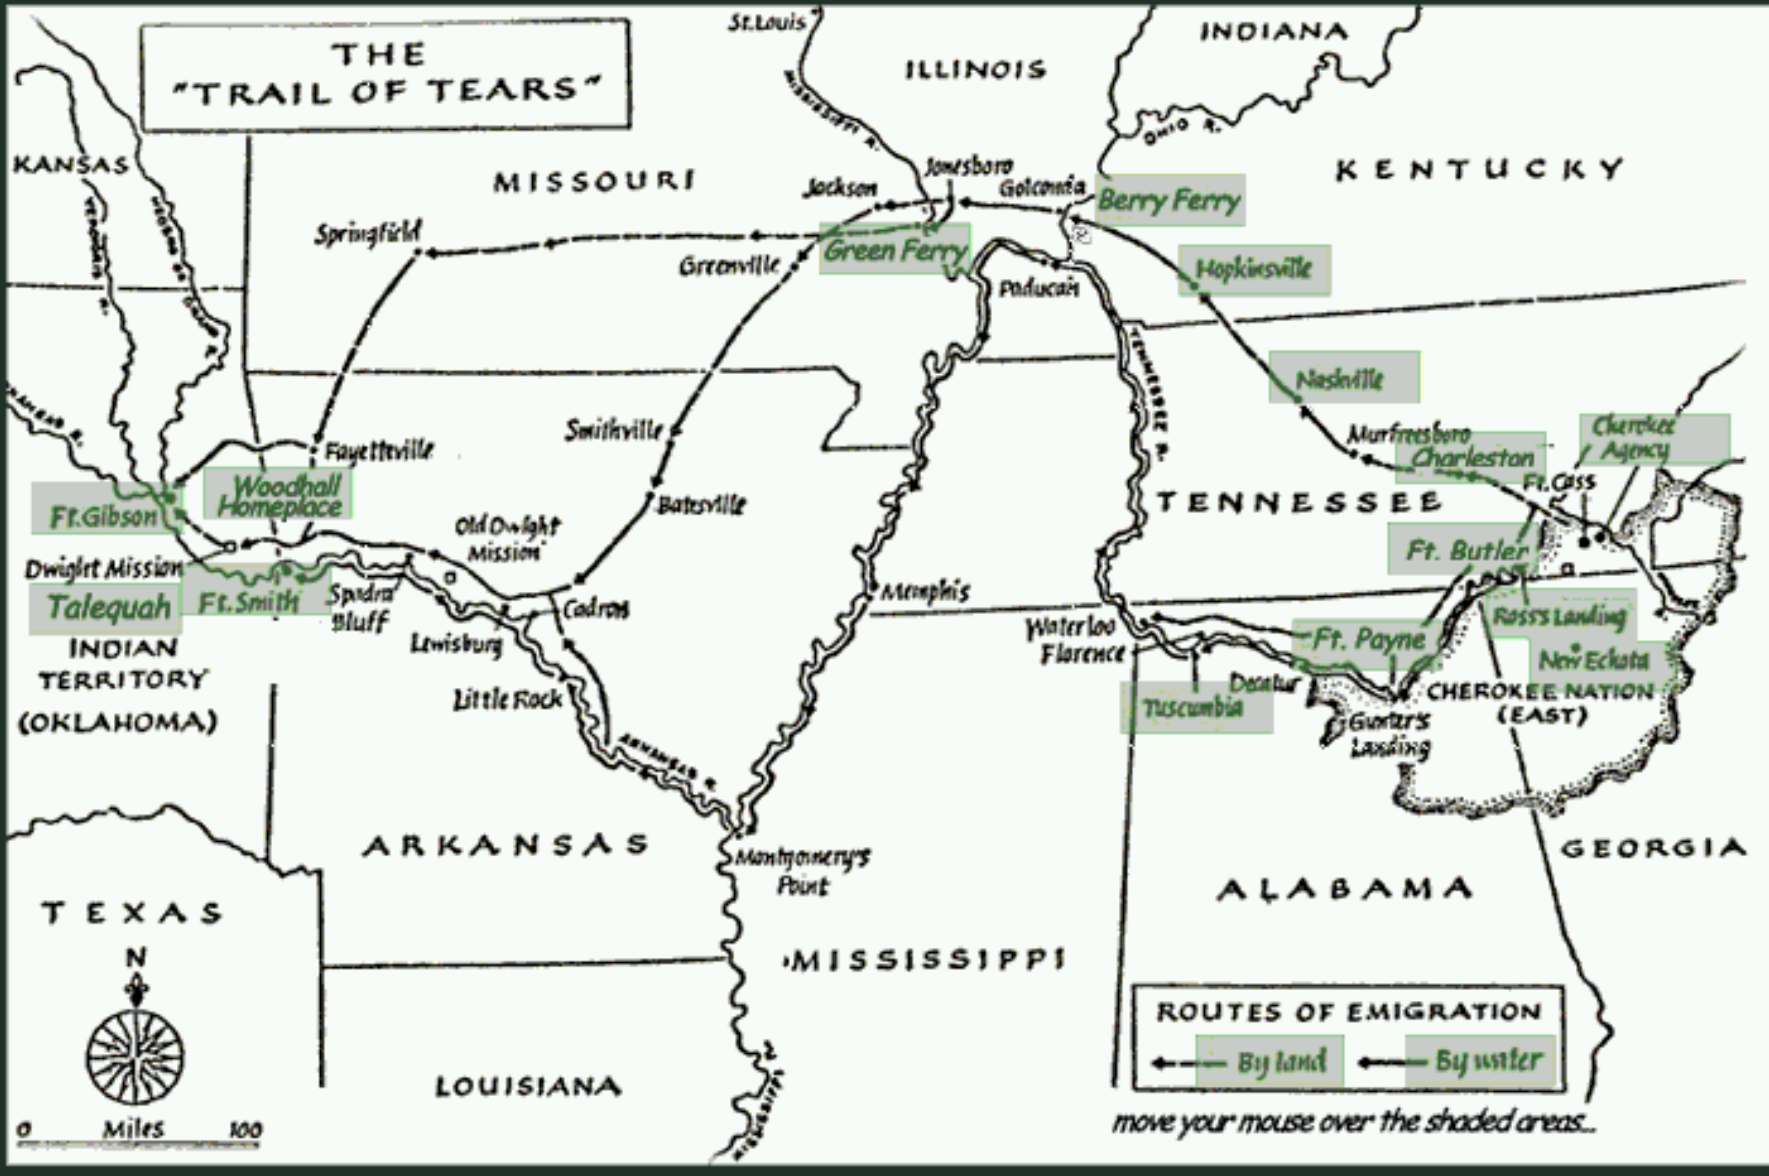 THE
"TRAIL OF TEARS"
St.Louis
ILLINOIS
INDIANA
MISSISSIPPI R.
OHIO R.
KANSAS
MISSOURI
KENTUCKY
Jonesboro
Jackson
Golconda
Berry Ferry
VERDIGRIS R.
Springfield
Green Ferry
Greenville
Hopkinsville
Paducah
TENNESSEE R.
Nashville
Smithville
Fayetteville
Murfreesboro
Charleston
Cherokee
Agency
Ft.Cass
Woodhall
Homeplace
Ft.Gibson
Batesville
TENNESSEE
Old Dwight
Mission
Ft. Butler
Dwight Mission
Talequah
Ft.Smith
Spadra
Bluff
Cadron
Memphis
Lewisburg
Waterloo
Florence
Ft. Payne
Ross's Landing
New Echota
INDIAN
TERRITORY
(OKLAHOMA)
Little Rock
Tuscumbia
Decatur
CHEROKEE NATION
(EAST)
Gunter's
Landing
ARKANSAS R.
ARKANSAS
Montgomery's
Point
GEORGIA
ALABAMA
TEXAS
N
MISSISSIPPI
ROUTES OF EMIGRATION
By land
By water
LOUISIANA
MISSISSIPPI
0 Miles 100
move your mouse over the shaded areas...